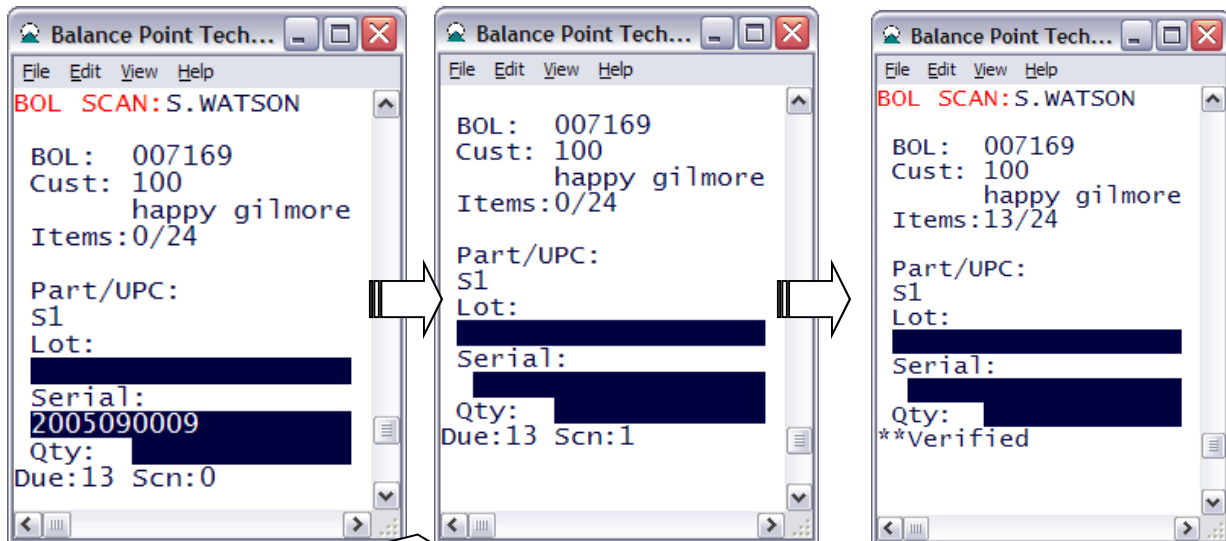 Balance Point Tech...
File Edit View Help
BOL SCAN:S.WATSON
BOL: 007169
Cust: 100
happy gilmore
Items:0/24
Part/UPC:
S1
Lot:
Serial:
2005090009
Qty:
Due:13 Scn:0
Balance Point Tech...
File Edit View Help
BOL: 007169
Cust: 100
happy gilmore
Items:0/24
Part/UPC:
S1
Lot:
Serial:
Qty:
Due:13 Scn:1
Balance Point Tech...
File Edit View Help
BOL SCAN:S.WATSON
BOL: 007169
Cust: 100
happy gilmore
Items:13/24
Part/UPC:
S1
Lot:
Serial:
Qty:
**Verified